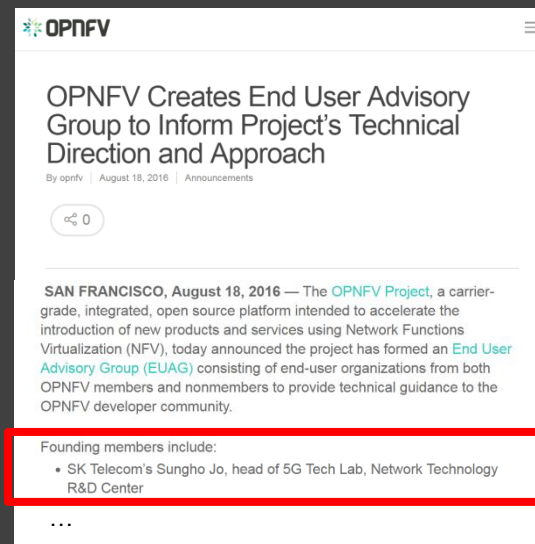 OPNFV
OPNFV Creates End User Advisory
Group to Inform Project's Technical
Direction and Approach
By opnfv | August 18, 2016 | Announcements
0
SAN FRANCISCO, August 18, 2016 — The OPNFV Project, a carrier-
grade, integrated, open source platform intended to accelerate the
introduction of new products and services using Network Functions
Virtualization (NFV), today announced the project has formed an End User
Advisory Group (EUAG) consisting of end-user organizations from both
OPNFV members and nonmembers to provide technical guidance to the
OPNFV developer community.
Founding members include:
• SK Telecom's Sungho Jo, head of 5G Tech Lab, Network Technology
R&D Center
...